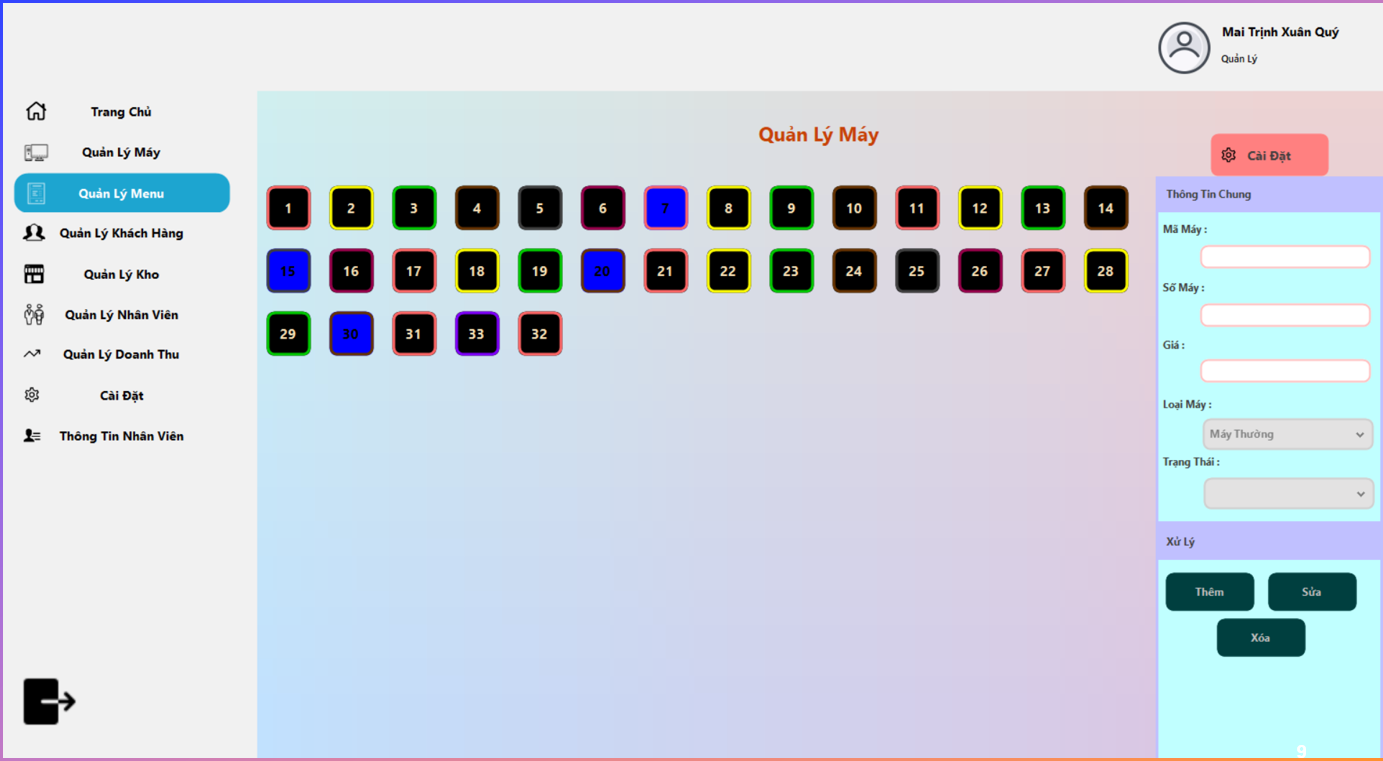 Mai Trịnh Xuân Quý
Quản Lý
Trang Chủ
Quản Lý Máy
Quản Lý Menu
Quản Lý Khách Hàng
Quản Lý Kho
Quản Lý Nhân Viên
Quản Lý Doanh Thu
Cài Đặt
Thông Tin Nhân Viên
Quản Lý Máy
1 2 3 4 5 6 7 8 9 10 11 12 13 14
15 16 17 18 19 20 21 22 23 24 25 26 27 28
29 30 31 33 32
Cài Đặt
Thông Tin Chung
Mã Máy :
Số Máy :
Giá :
Loại Máy :
Máy Thường
Trạng Thái :
Xử Lý
Thêm Sửa
Xóa
9